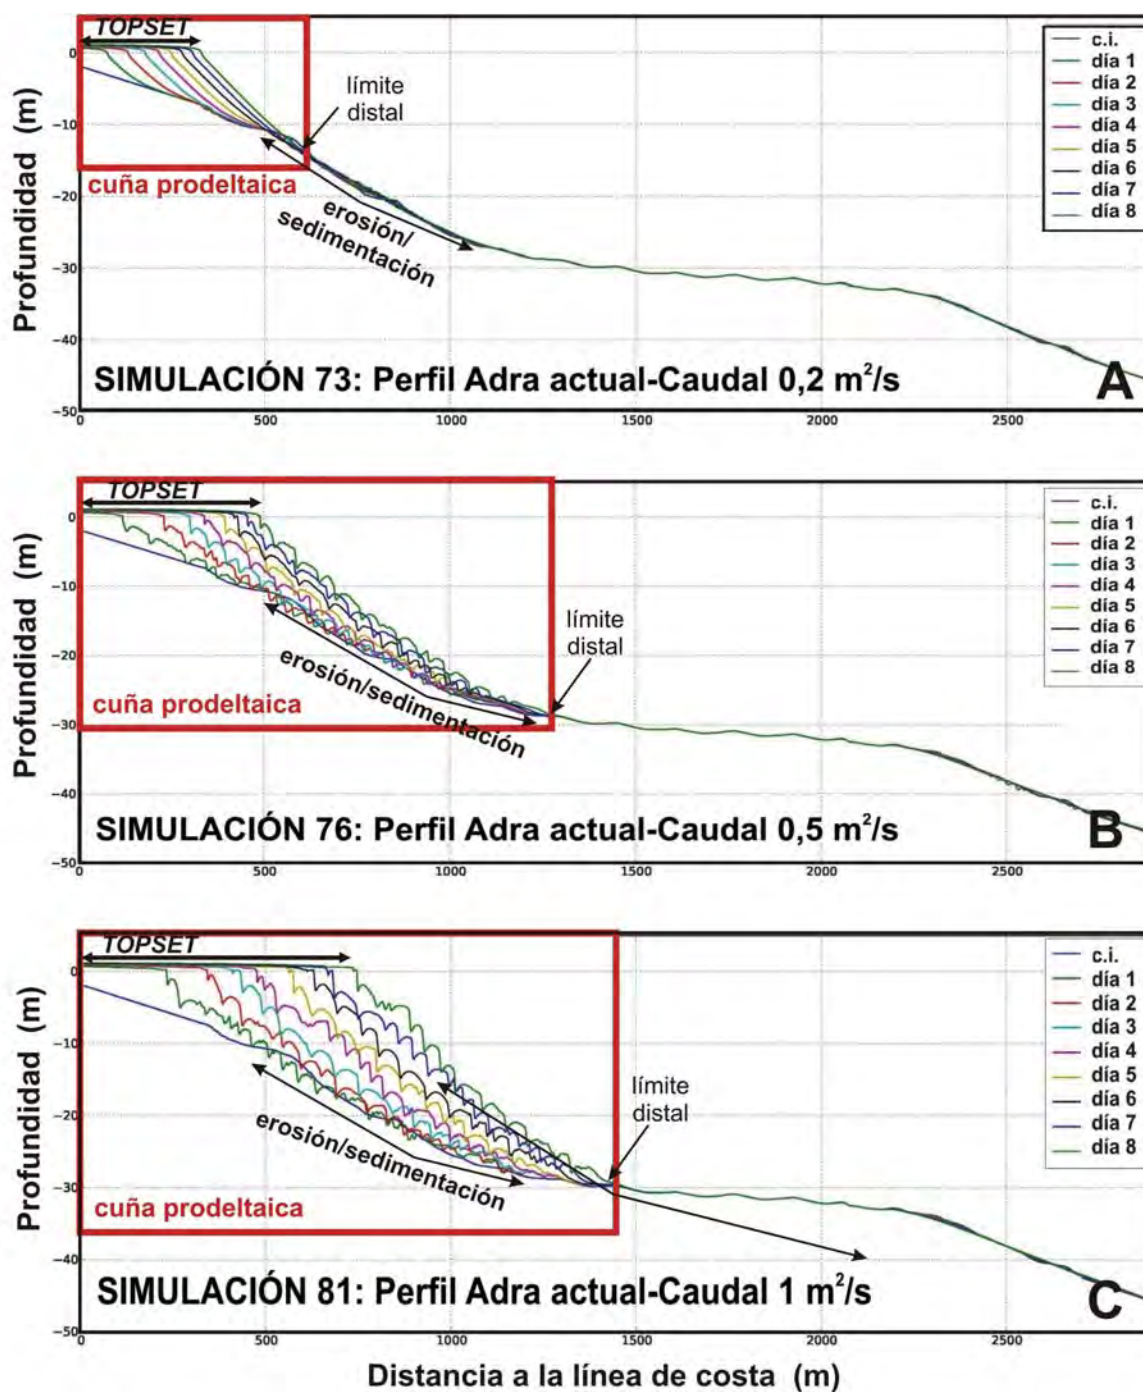 TOPSET
0
−10
−20
−30
−40
−50
Profundidad (m)
límite
distal
cuña prodeltaica
erosión/
sedimentación
c.i.
día 1
día 2
día 3
día 4
día 5
día 6
día 7
día 8
SIMULACIÓN 73: Perfil Adra actual-Caudal 0,2 m²/s
A
0
500
1000
1500
2000
2500
TOPSET
0
−10
−20
−30
−40
−50
Profundidad (m)
límite
distal
cuña prodeltaica
erosión/sedimentación
c.i.
día 1
día 2
día 3
día 4
día 5
día 6
día 7
día 8
SIMULACIÓN 76: Perfil Adra actual-Caudal 0,5 m²/s
B
0
500
1000
1500
2000
2500
TOPSET
0
−10
−20
−30
−40
−50
Profundidad (m)
límite
distal
cuña prodeltaica
erosión/sedimentación
c.i.
día 1
día 2
día 3
día 4
día 5
día 6
día 7
día 8
SIMULACIÓN 81: Perfil Adra actual-Caudal 1 m²/s
C
0
500
1000
1500
2000
2500
Distancia a la línea de costa (m)